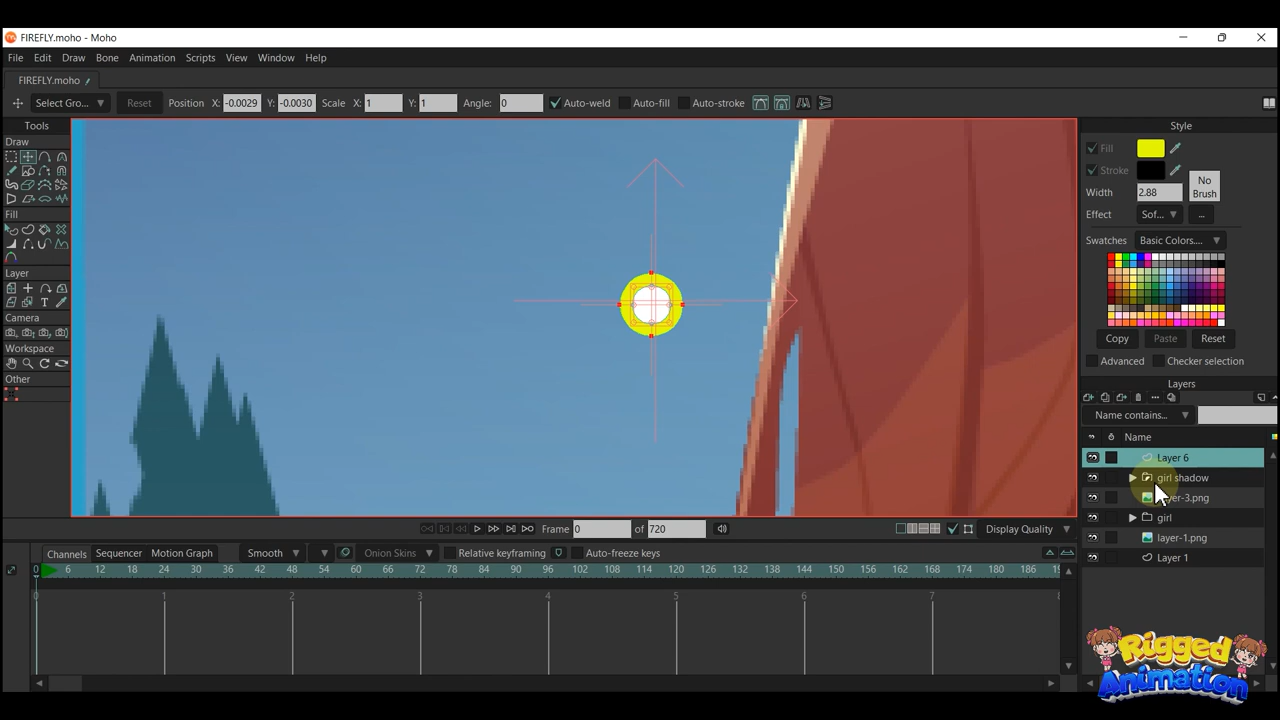 FIREFLY.moho - Moho
File Edit Draw Bone Animation Scripts View Window Help
FIREFLY.moho
Select Gro... Reset Position X: -0.0029 Y: -0.0030 Scale X: 1 Y: 1 Angle: 0 Auto-weld Auto-fill Auto-stroke
Tools
Draw
Fill
Layer
Camera
Workspace
Other
Style
Fill
Stroke
No Brush
Width 2.88
Effect Sof... ...
Swatches Basic Colors....
Copy Paste Reset
Advanced Checker selection
Layers
Name contains...
Name
Layer 6
girl shadow
yer-3.png
girl
layer-1.png
Layer 1
Frame 0 of 720 Display Quality
Channels Sequencer Motion Graph Smooth Onion Skins Relative keyframing Auto-freeze keys
0 6 12 18 24 30 36 42 48 54 60 66 72 78 84 90 96 102 108 114 120 126 132 138 144 150 156 162 168 174 180 186 19
0 1 2 3 4 5 6 7 8
Rigged
Animation